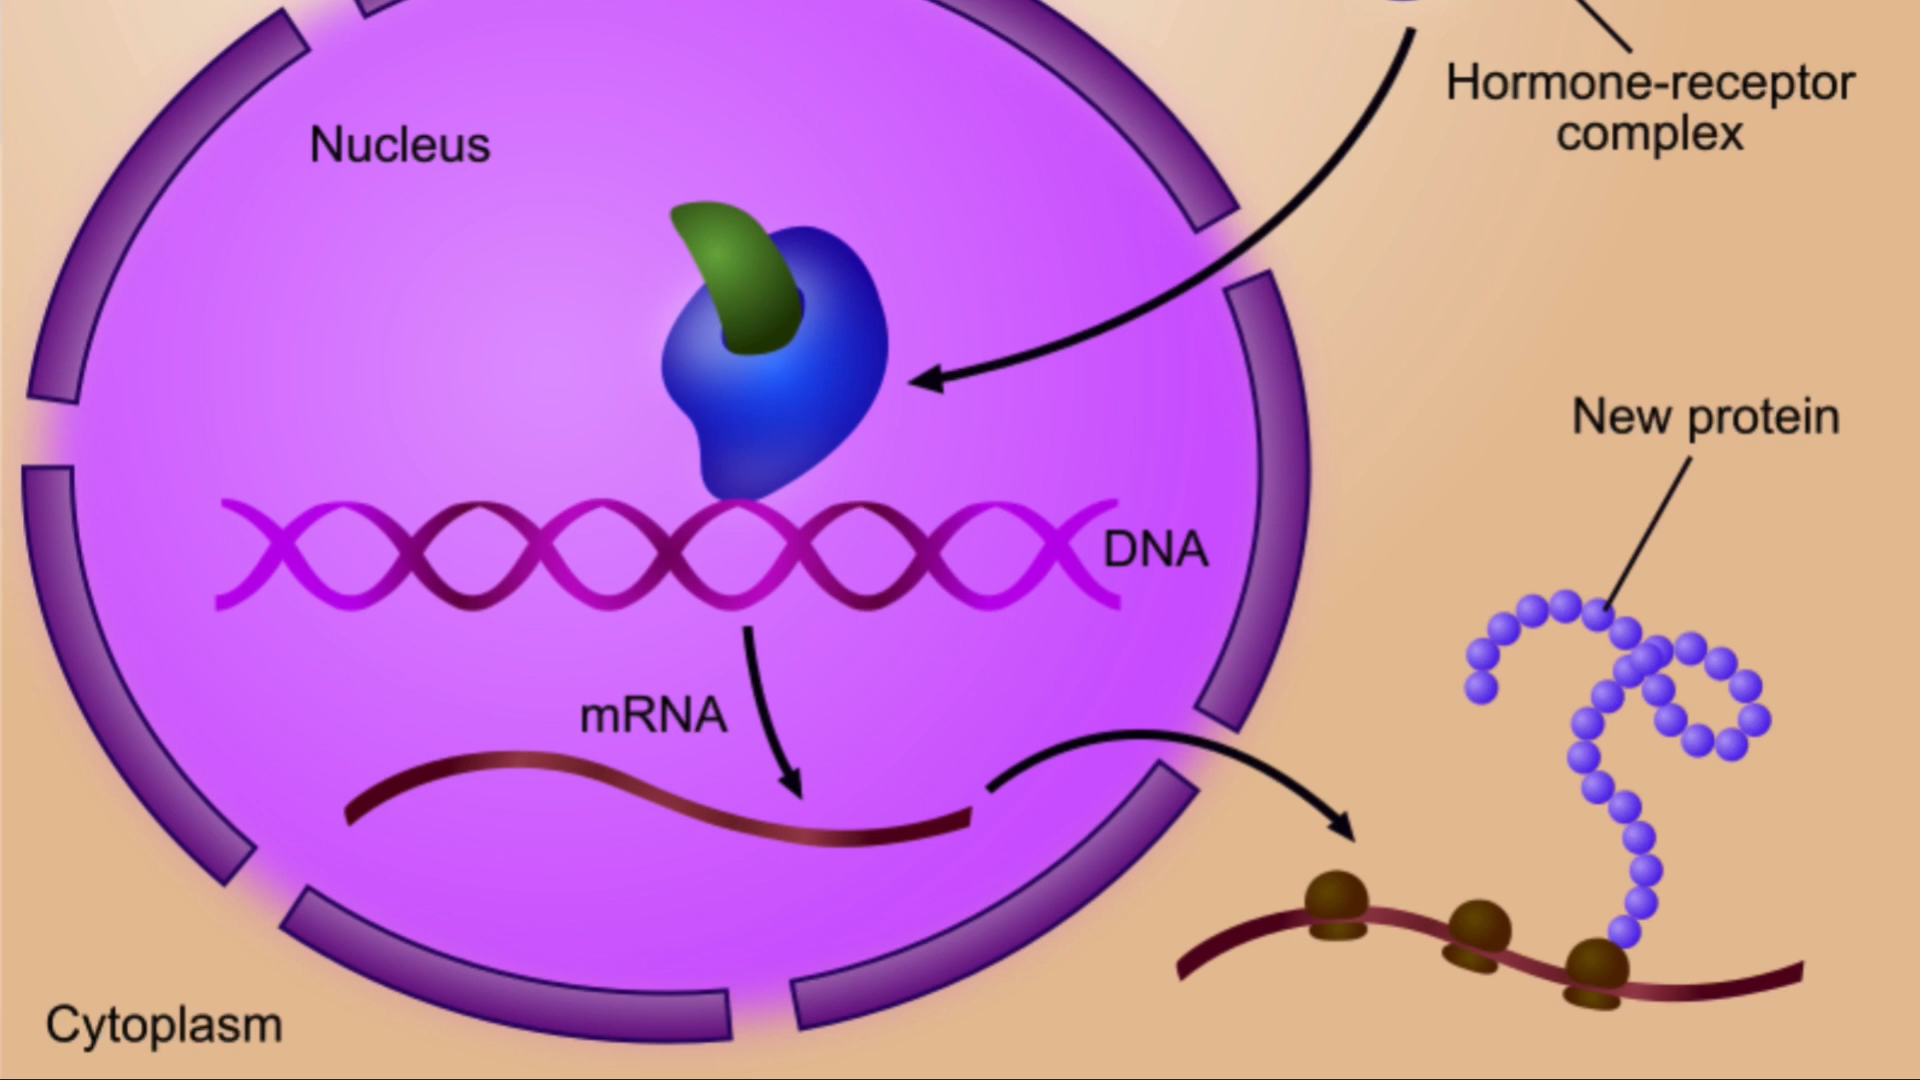 Hormone-receptor
complex
Nucleus
New protein
DNA
mRNA
Cytoplasm